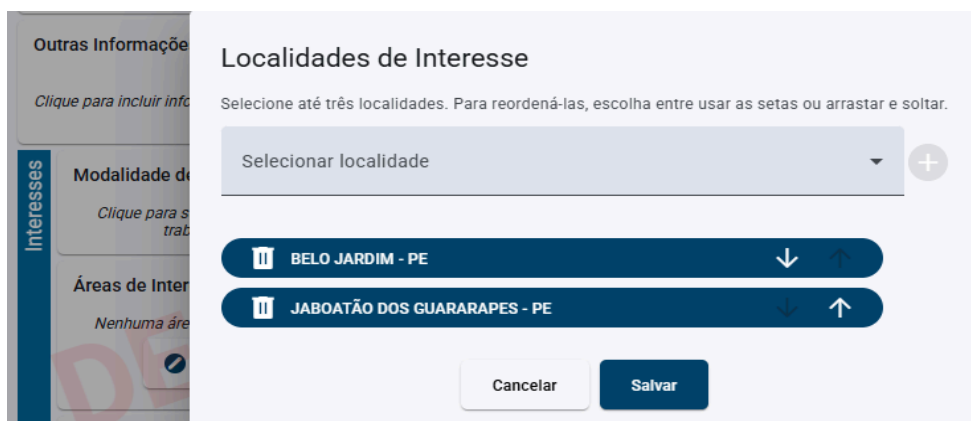 Outras Informaçõe
Clique para incluir info
Interesses
Modalidade de
Clique para s
trab
Áreas de Inter
Nenhuma áre
DE
Localidades de Interesse
Selecione até três localidades. Para reordená-las, escolha entre usar as setas ou arrastar e soltar.
Selecionar localidade
BELO JARDIM - PE
JABOATÃO DOS GUARARAPES - PE
Cancelar
Salvar